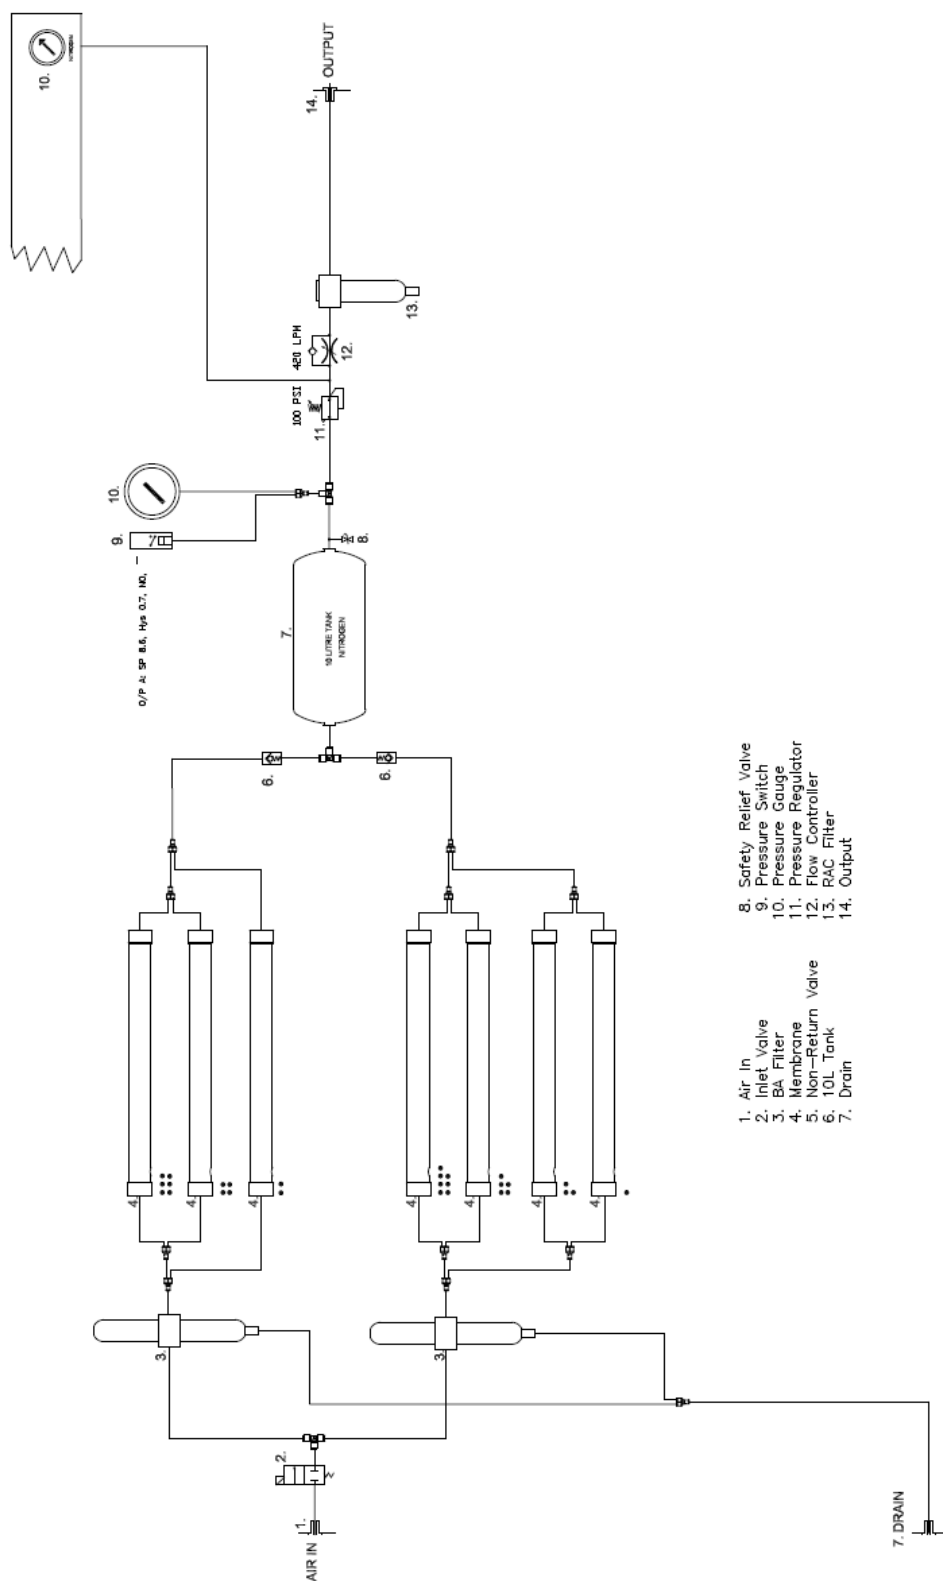 10.
NITROGEN
14.
OUTPUT
13.
420 LPM
12.
100 PSI
11.
10.
9.
O/P A: SP 8.6, Hys 0.7, NO,
8.
7.
10 LITRE TANK
NITROGEN
6.
6.
4.
4.
4.
4.
4.
4.
4.
3.
3.
2.
1.
AIR IN
7. DRAIN
1. Air In
2. Inlet Valve
3. BA Filter
4. Membrane
5. Non-Return Valve
6. 10L Tank
7. Drain
8. Safety Relief Valve
9. Pressure Switch
10. Pressure Gauge
11. Pressure Regulator
12. Flow Controller
13. RAC Filter
14. Output